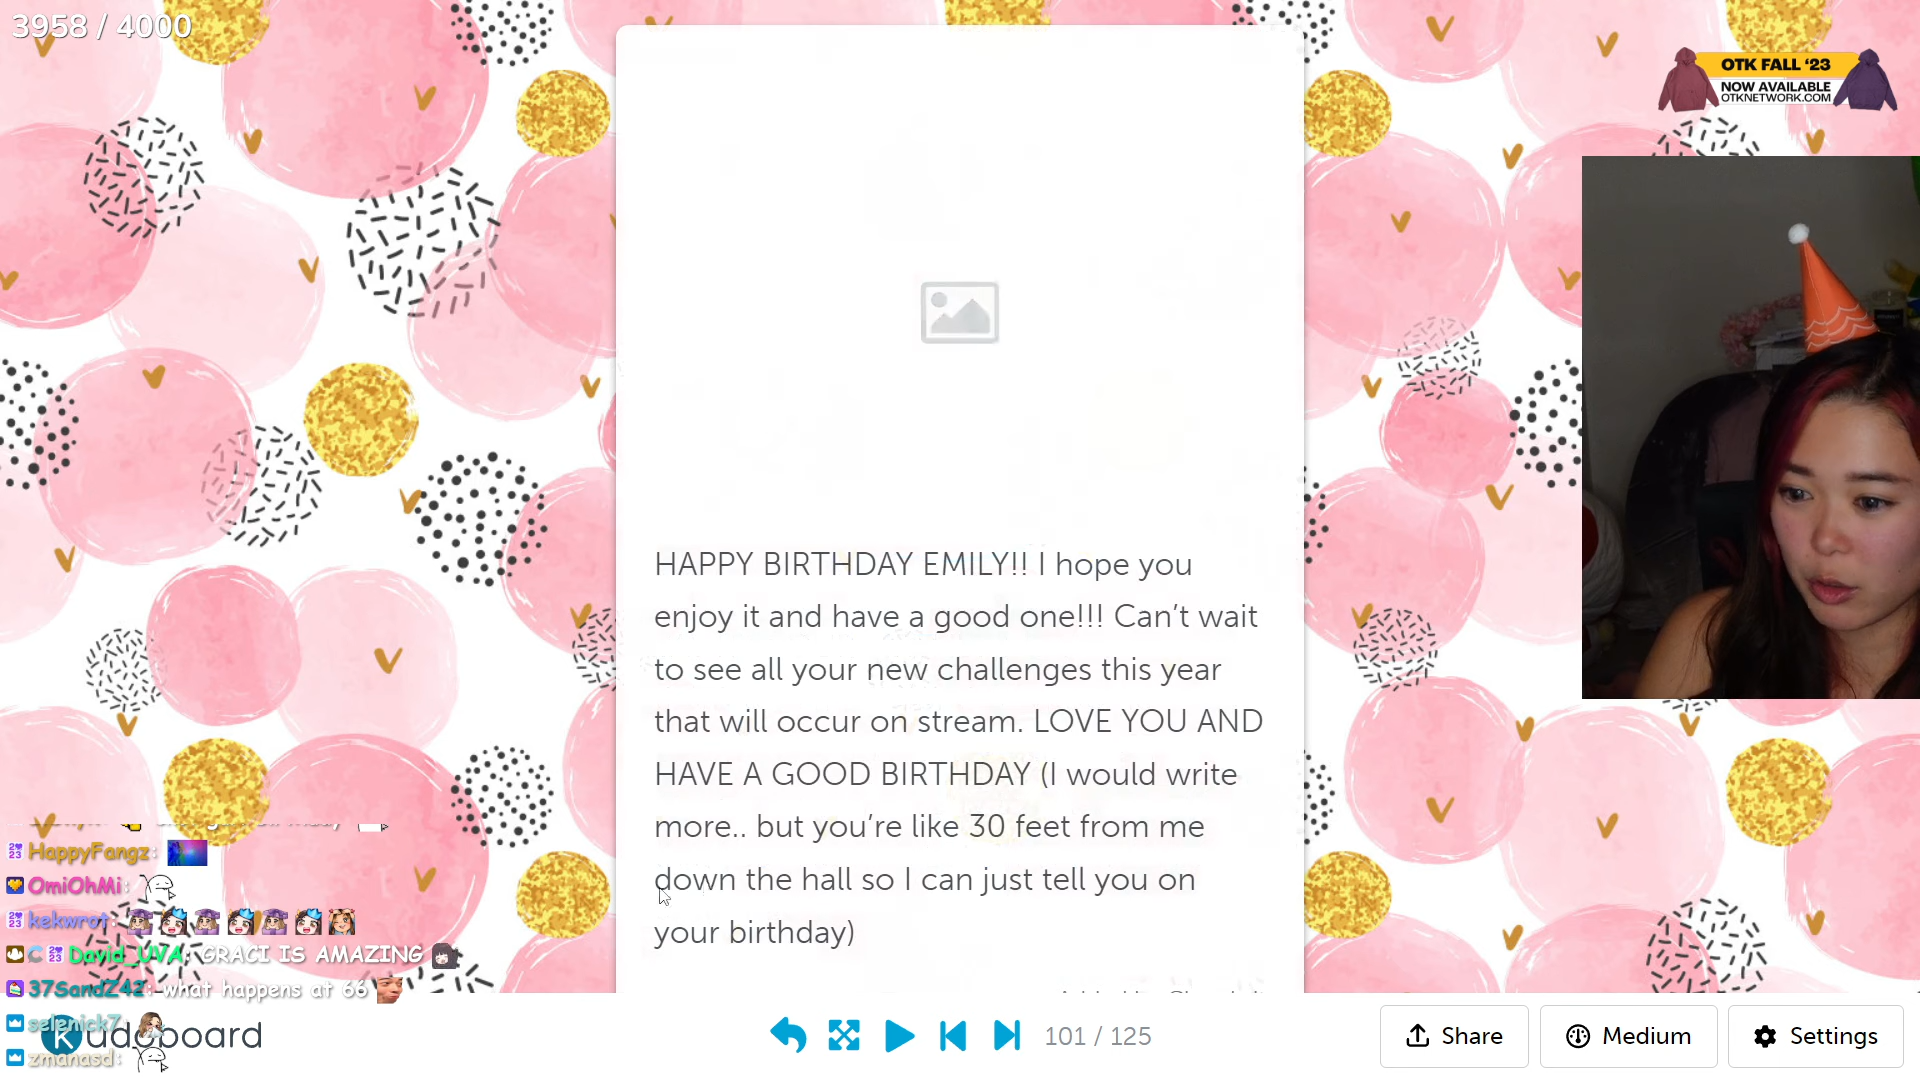 3958 / 4000
OTK FALL ‘23
NOW AVAILABLE
OTKNETWORK.COM
HAPPY BIRTHDAY EMILY!! I hope you
enjoy it and have a good one!!! Can’t wait
to see all your new challenges this year
that will occur on stream. LOVE YOU AND
HAVE A GOOD BIRTHDAY (I would write
more.. but you’re like 30 feet from me
down the hall so I can just tell you on
your birthday)
HappyFangz:
OmiOhMi:
kekwrot:
David_UVA: GRACI IS AMAZING
37SandZ42: what happens at 66
selenick7:
zmanasd:
kudoboard
101 / 125
Share
Medium
Settings